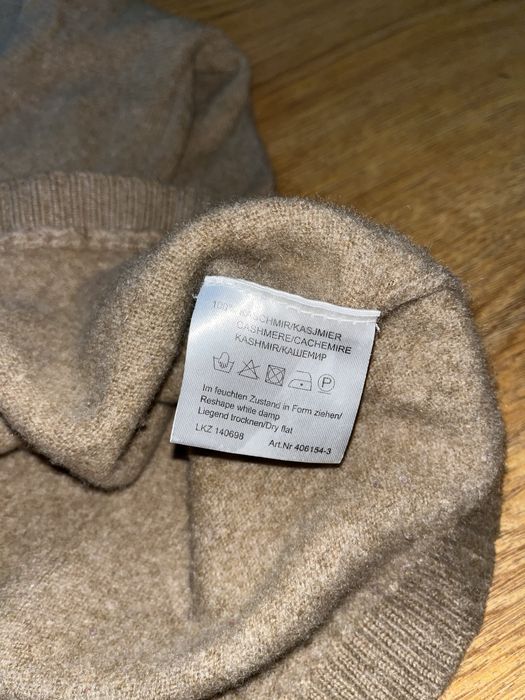 100% KASCHMIR/KASJMIER
CASHMERE/CACHEMIRE
KASHMIR/КАШЕМИР
P
Im feuchten Zustand in Form ziehen/
Reshape while damp
Liegend trocknen/Dry flat
LKZ 140698 Art.Nr 406154-3